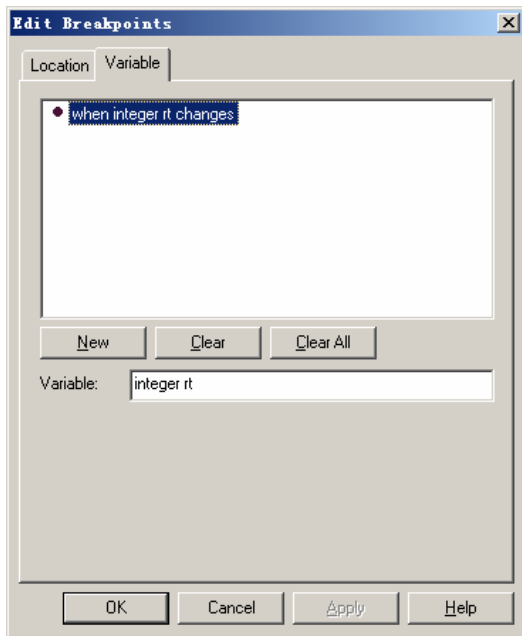 Edit Breakpoints
Location Variable
when integer rt changes
New Clear Clear All
Variable: integer rt
OK Cancel Apply Help